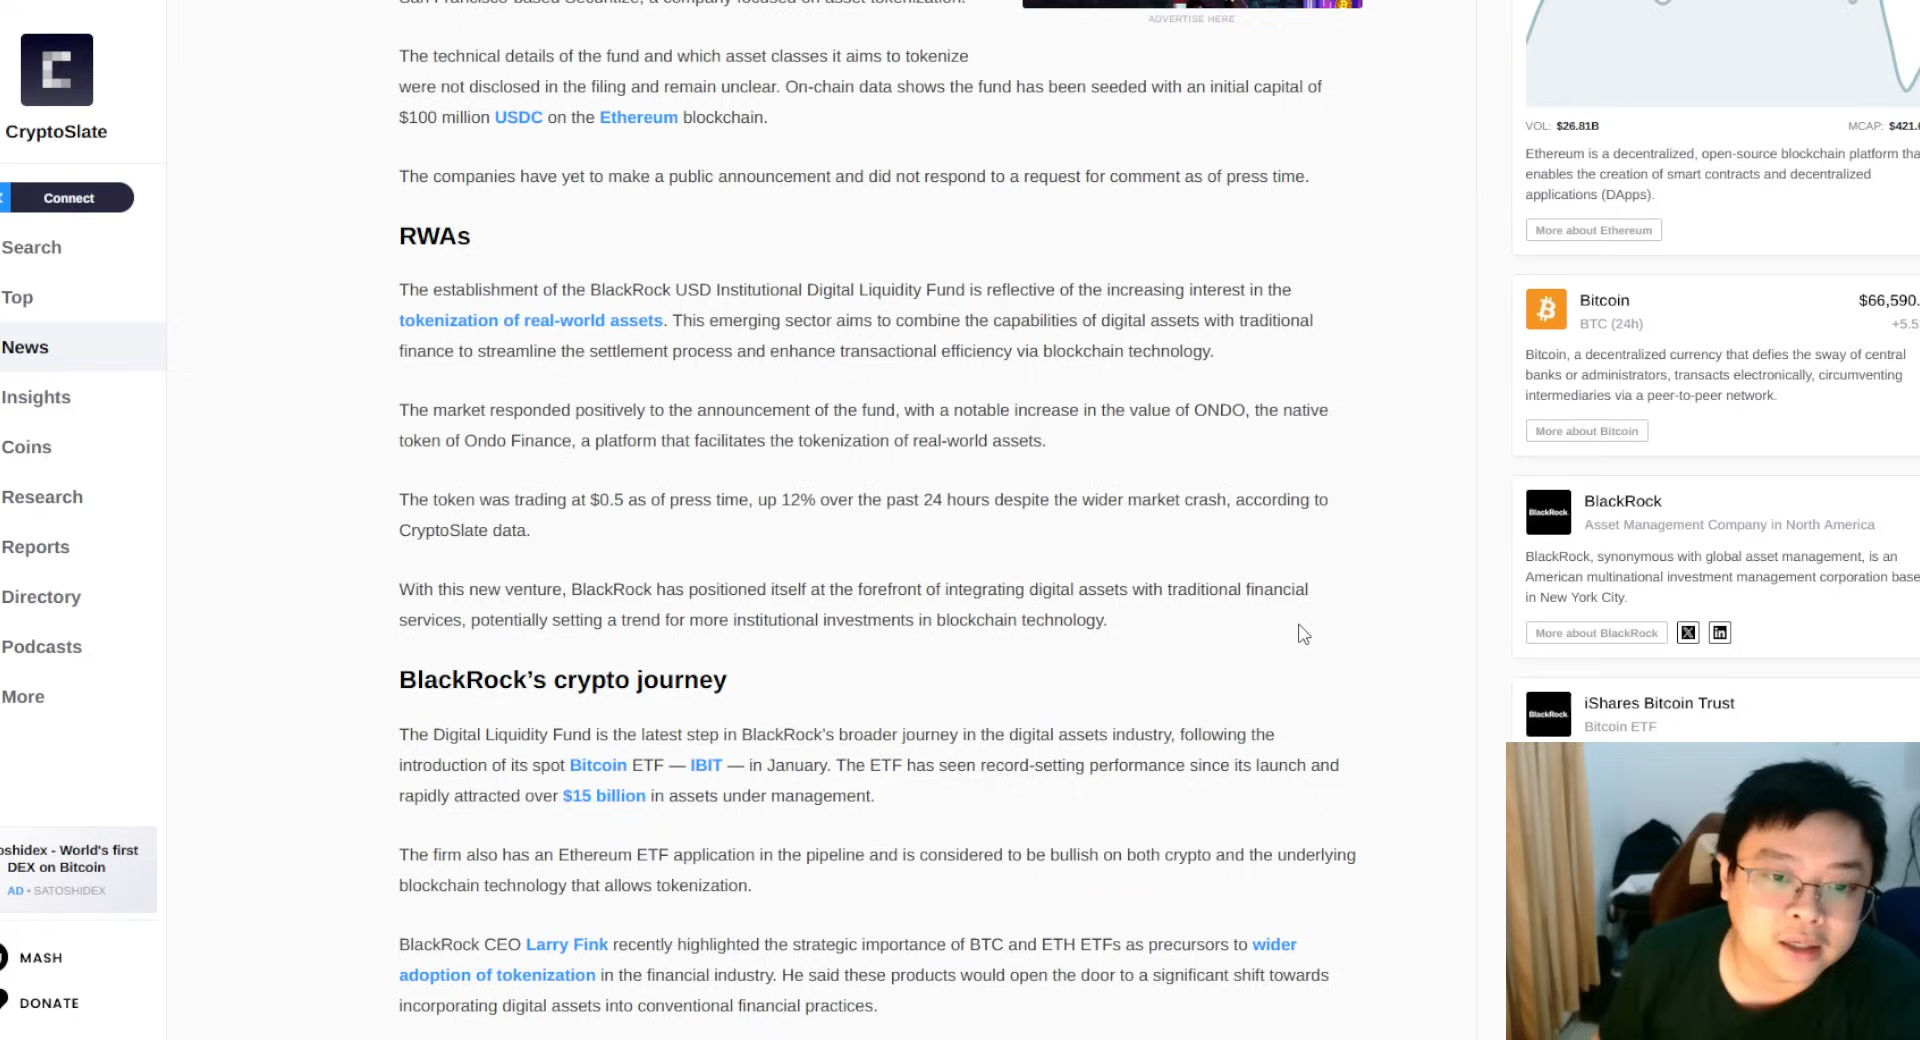 CryptoSlate
Connect
Search
Top
News
Insights
Coins
Research
Reports
Directory
Podcasts
More
oshidex - World's first
DEX on Bitcoin
AD • SATOSHIDEX
MASH
DONATE
San Francisco-based Securitize, a company focused on asset tokenization.
ADVERTISE HERE
The technical details of the fund and which asset classes it aims to tokenize
were not disclosed in the filing and remain unclear. On-chain data shows the fund has been seeded with an initial capital of
$100 million USDC on the Ethereum blockchain.
The companies have yet to make a public announcement and did not respond to a request for comment as of press time.
RWAs
The establishment of the BlackRock USD Institutional Digital Liquidity Fund is reflective of the increasing interest in the
tokenization of real-world assets. This emerging sector aims to combine the capabilities of digital assets with traditional
finance to streamline the settlement process and enhance transactional efficiency via blockchain technology.
The market responded positively to the announcement of the fund, with a notable increase in the value of ONDO, the native
token of Ondo Finance, a platform that facilitates the tokenization of real-world assets.
The token was trading at $0.5 as of press time, up 12% over the past 24 hours despite the wider market crash, according to
CryptoSlate data.
With this new venture, BlackRock has positioned itself at the forefront of integrating digital assets with traditional financial
services, potentially setting a trend for more institutional investments in blockchain technology.
BlackRock’s crypto journey
The Digital Liquidity Fund is the latest step in BlackRock’s broader journey in the digital assets industry, following the
introduction of its spot Bitcoin ETF — IBIT — in January. The ETF has seen record-setting performance since its launch and
rapidly attracted over $15 billion in assets under management.
The firm also has an Ethereum ETF application in the pipeline and is considered to be bullish on both crypto and the underlying
blockchain technology that allows tokenization.
BlackRock CEO Larry Fink recently highlighted the strategic importance of BTC and ETH ETFs as precursors to wider
adoption of tokenization in the financial industry. He said these products would open the door to a significant shift towards
incorporating digital assets into conventional financial practices.
VOL: $26.81B MCAP: $421.
Ethereum is a decentralized, open-source blockchain platform tha
enables the creation of smart contracts and decentralized
applications (DApps).
More about Ethereum
Bitcoin $66,590.
BTC (24h) +5.5
Bitcoin, a decentralized currency that defies the sway of central
banks or administrators, transacts electronically, circumventing
intermediaries via a peer-to-peer network.
More about Bitcoin
BlackRock
BlackRock.
Asset Management Company in North America
BlackRock, synonymous with global asset management, is an
American multinational investment management corporation base
in New York City.
More about BlackRock
iShares Bitcoin Trust
BlackRock.
Bitcoin ETF